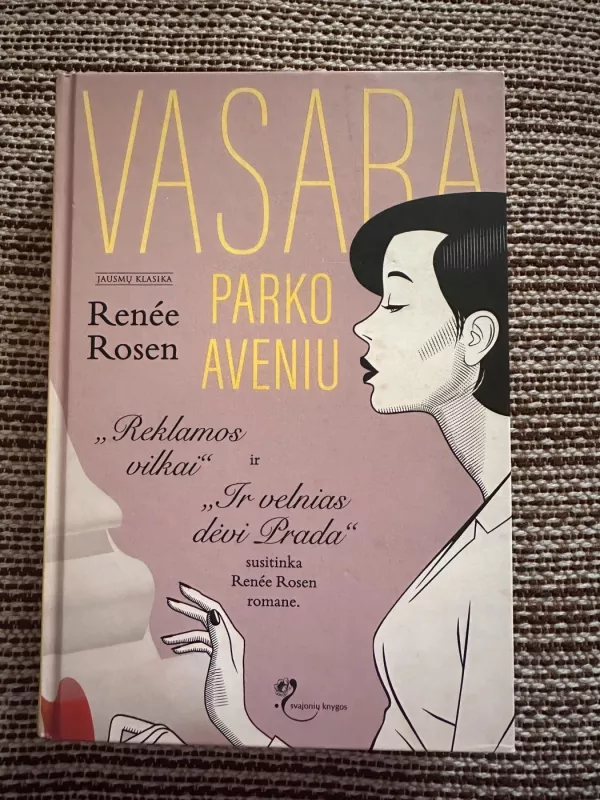 VASARA
PARKO
AVENIU
JAUSMŲ KLASIKA
Renée
Rosen
„Reklamos
vilkai“
ir
„Ir velnias
dėvi Prada“
susitinka
Renée Rosen
romane.
svajonių knygos